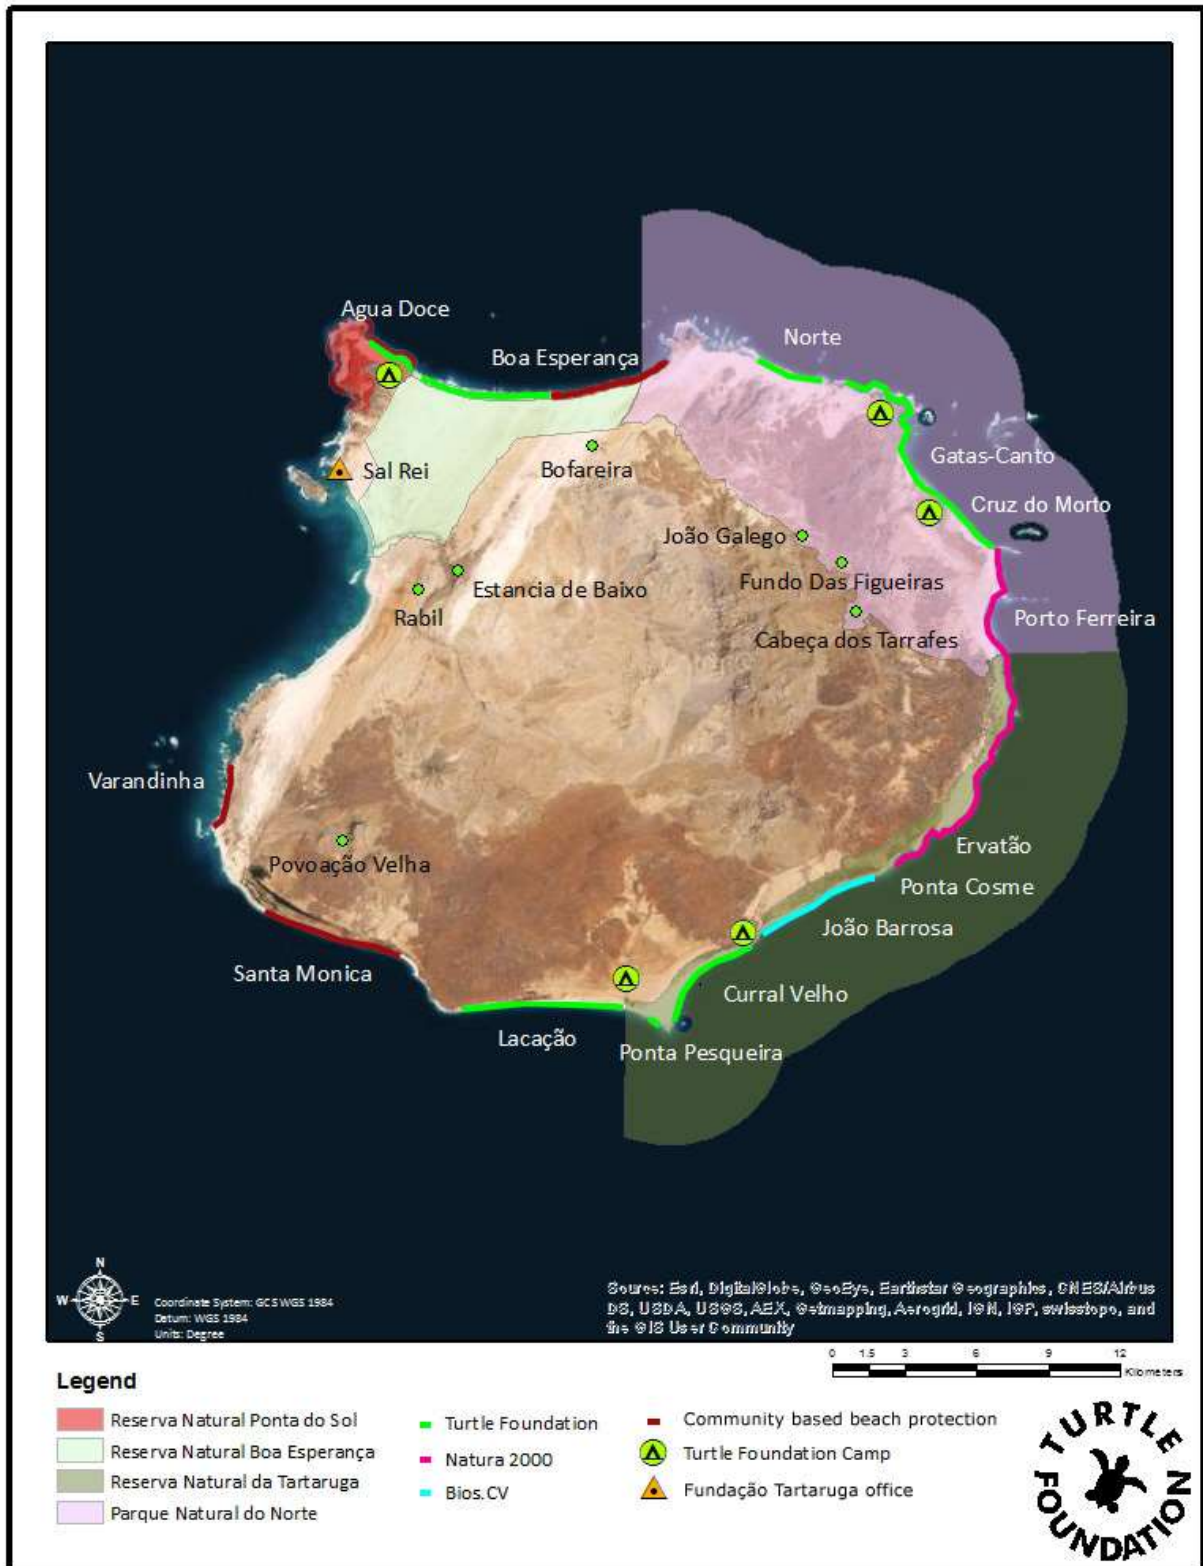 Agua Doce
Norte
Boa Esperança
Gatas-Canto
Sal Rei
Bofareira
Cruz do Morto
João Galego
Fundo Das Figueiras
Estancia de Baixo
Rabil
Porto Ferreira
Cabeça dos Tarrafes
Varandinha
Ervatão
Povoação Velha
Ponta Cosme
João Barrosa
Santa Monica
Curral Velho
Lacação
Ponta Pesqueira
N
W E
S
Coordinate System: GCS WGS 1984
Datum: WGS 1984
Units: Degree
Source: Esri, DigitalGlobe, GeoEye, Earthstar Geographics, CNES/Airbus
DS, USDA, USGS, AEX, Getmapping, Aerogrid, IGN, IGP, swisstopo, and
the GIS User Community
0 1.5 3 6 9 12
Kilometers
Legend
Reserva Natural Ponta do Sol
Reserva Natural Boa Esperança
Reserva Natural da Tartaruga
Parque Natural do Norte
Turtle Foundation
Natura 2000
Bios.CV
Community based beach protection
Turtle Foundation Camp
Fundação Tartaruga office
TURTLE
FOUNDATION